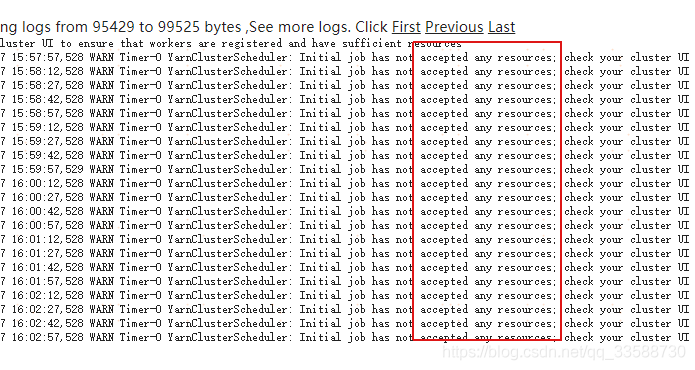 ng logs from 95429 to 99525 bytes ,See more logs. Click First Previous Last
luster UI to ensure that workers are registered and have sufficient resources
7 15:57:57,528 WARN Timer-0 YarnClusterScheduler: Initial job has not accepted any resources; check your cluster UI
7 15:58:12,528 WARN Timer-0 YarnClusterScheduler: Initial job has not accepted any resources; check your cluster UI
7 15:58:27,528 WARN Timer-0 YarnClusterScheduler: Initial job has not accepted any resources; check your cluster UI
7 15:58:42,528 WARN Timer-0 YarnClusterScheduler: Initial job has not accepted any resources; check your cluster UI
7 15:58:57,528 WARN Timer-0 YarnClusterScheduler: Initial job has not accepted any resources; check your cluster UI
7 15:59:12,528 WARN Timer-0 YarnClusterScheduler: Initial job has not accepted any resources; check your cluster UI
7 15:59:27,528 WARN Timer-0 YarnClusterScheduler: Initial job has not accepted any resources; check your cluster UI
7 15:59:42,528 WARN Timer-0 YarnClusterScheduler: Initial job has not accepted any resources; check your cluster UI
7 15:59:57,529 WARN Timer-0 YarnClusterScheduler: Initial job has not accepted any resources; check your cluster UI
7 16:00:12,528 WARN Timer-0 YarnClusterScheduler: Initial job has not accepted any resources; check your cluster UI
7 16:00:27,528 WARN Timer-0 YarnClusterScheduler: Initial job has not accepted any resources; check your cluster UI
7 16:00:42,528 WARN Timer-0 YarnClusterScheduler: Initial job has not accepted any resources; check your cluster UI
7 16:00:57,528 WARN Timer-0 YarnClusterScheduler: Initial job has not accepted any resources; check your cluster UI
7 16:01:12,528 WARN Timer-0 YarnClusterScheduler: Initial job has not accepted any resources; check your cluster UI
7 16:01:27,528 WARN Timer-0 YarnClusterScheduler: Initial job has not accepted any resources; check your cluster UI
7 16:01:42,528 WARN Timer-0 YarnClusterScheduler: Initial job has not accepted any resources; check your cluster UI
7 16:01:57,528 WARN Timer-0 YarnClusterScheduler: Initial job has not accepted any resources; check your cluster UI
7 16:02:12,528 WARN Timer-0 YarnClusterScheduler: Initial job has not accepted any resources; check your cluster UI
7 16:02:27,528 WARN Timer-0 YarnClusterScheduler: Initial job has not accepted any resources; check your cluster UI
7 16:02:42,528 WARN Timer-0 YarnClusterScheduler: Initial job has not accepted any resources; check your cluster UI
7 16:02:57,528 WARN Timer-0 YarnClusterScheduler: Initial job has not accepted any resources; check your cluster UI
https://blog.csdn.net/qq_33588730